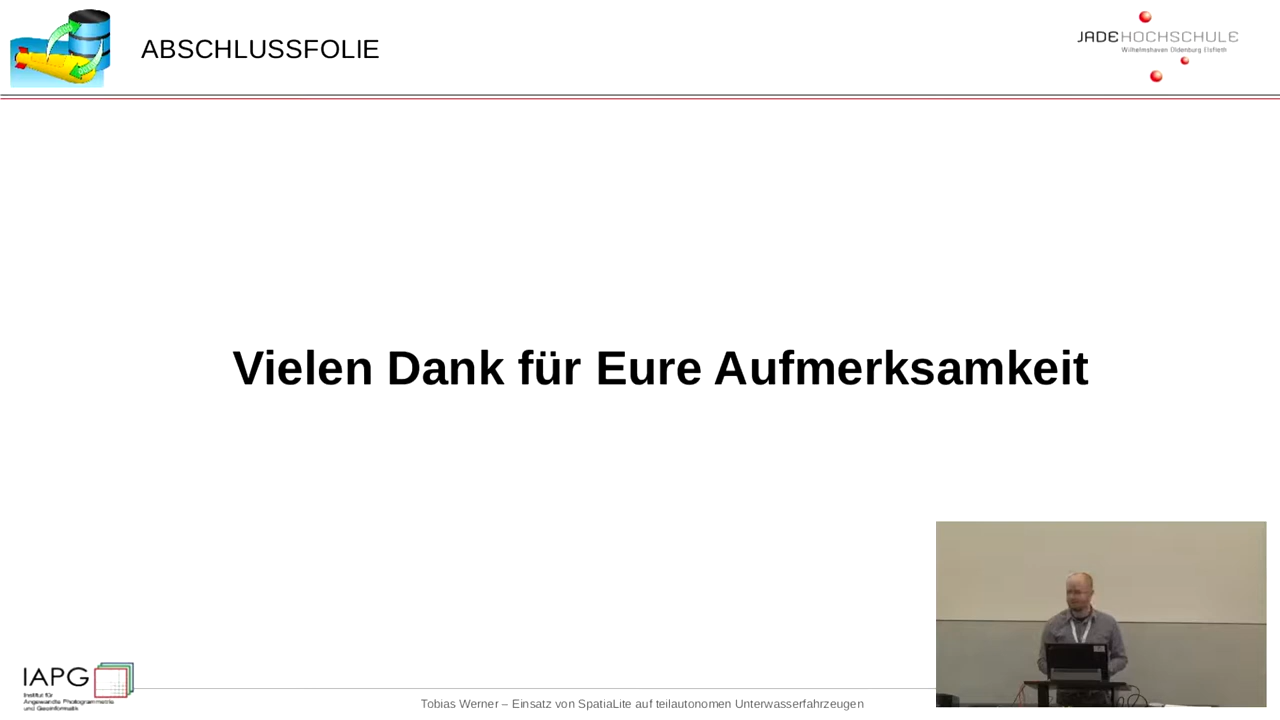 ABSCHLUSSFOLIE
JADEHOCHSCHULE
Wilhelmshaven Oldenburg Elsfleth
Vielen Dank für Eure Aufmerksamkeit
IAPG
Institut für
Angewandte Photogrammetrie
und Geoinformatik
Tobias Werner – Einsatz von SpatiaLite auf teilautonomen Unterwasserfahrzeugen